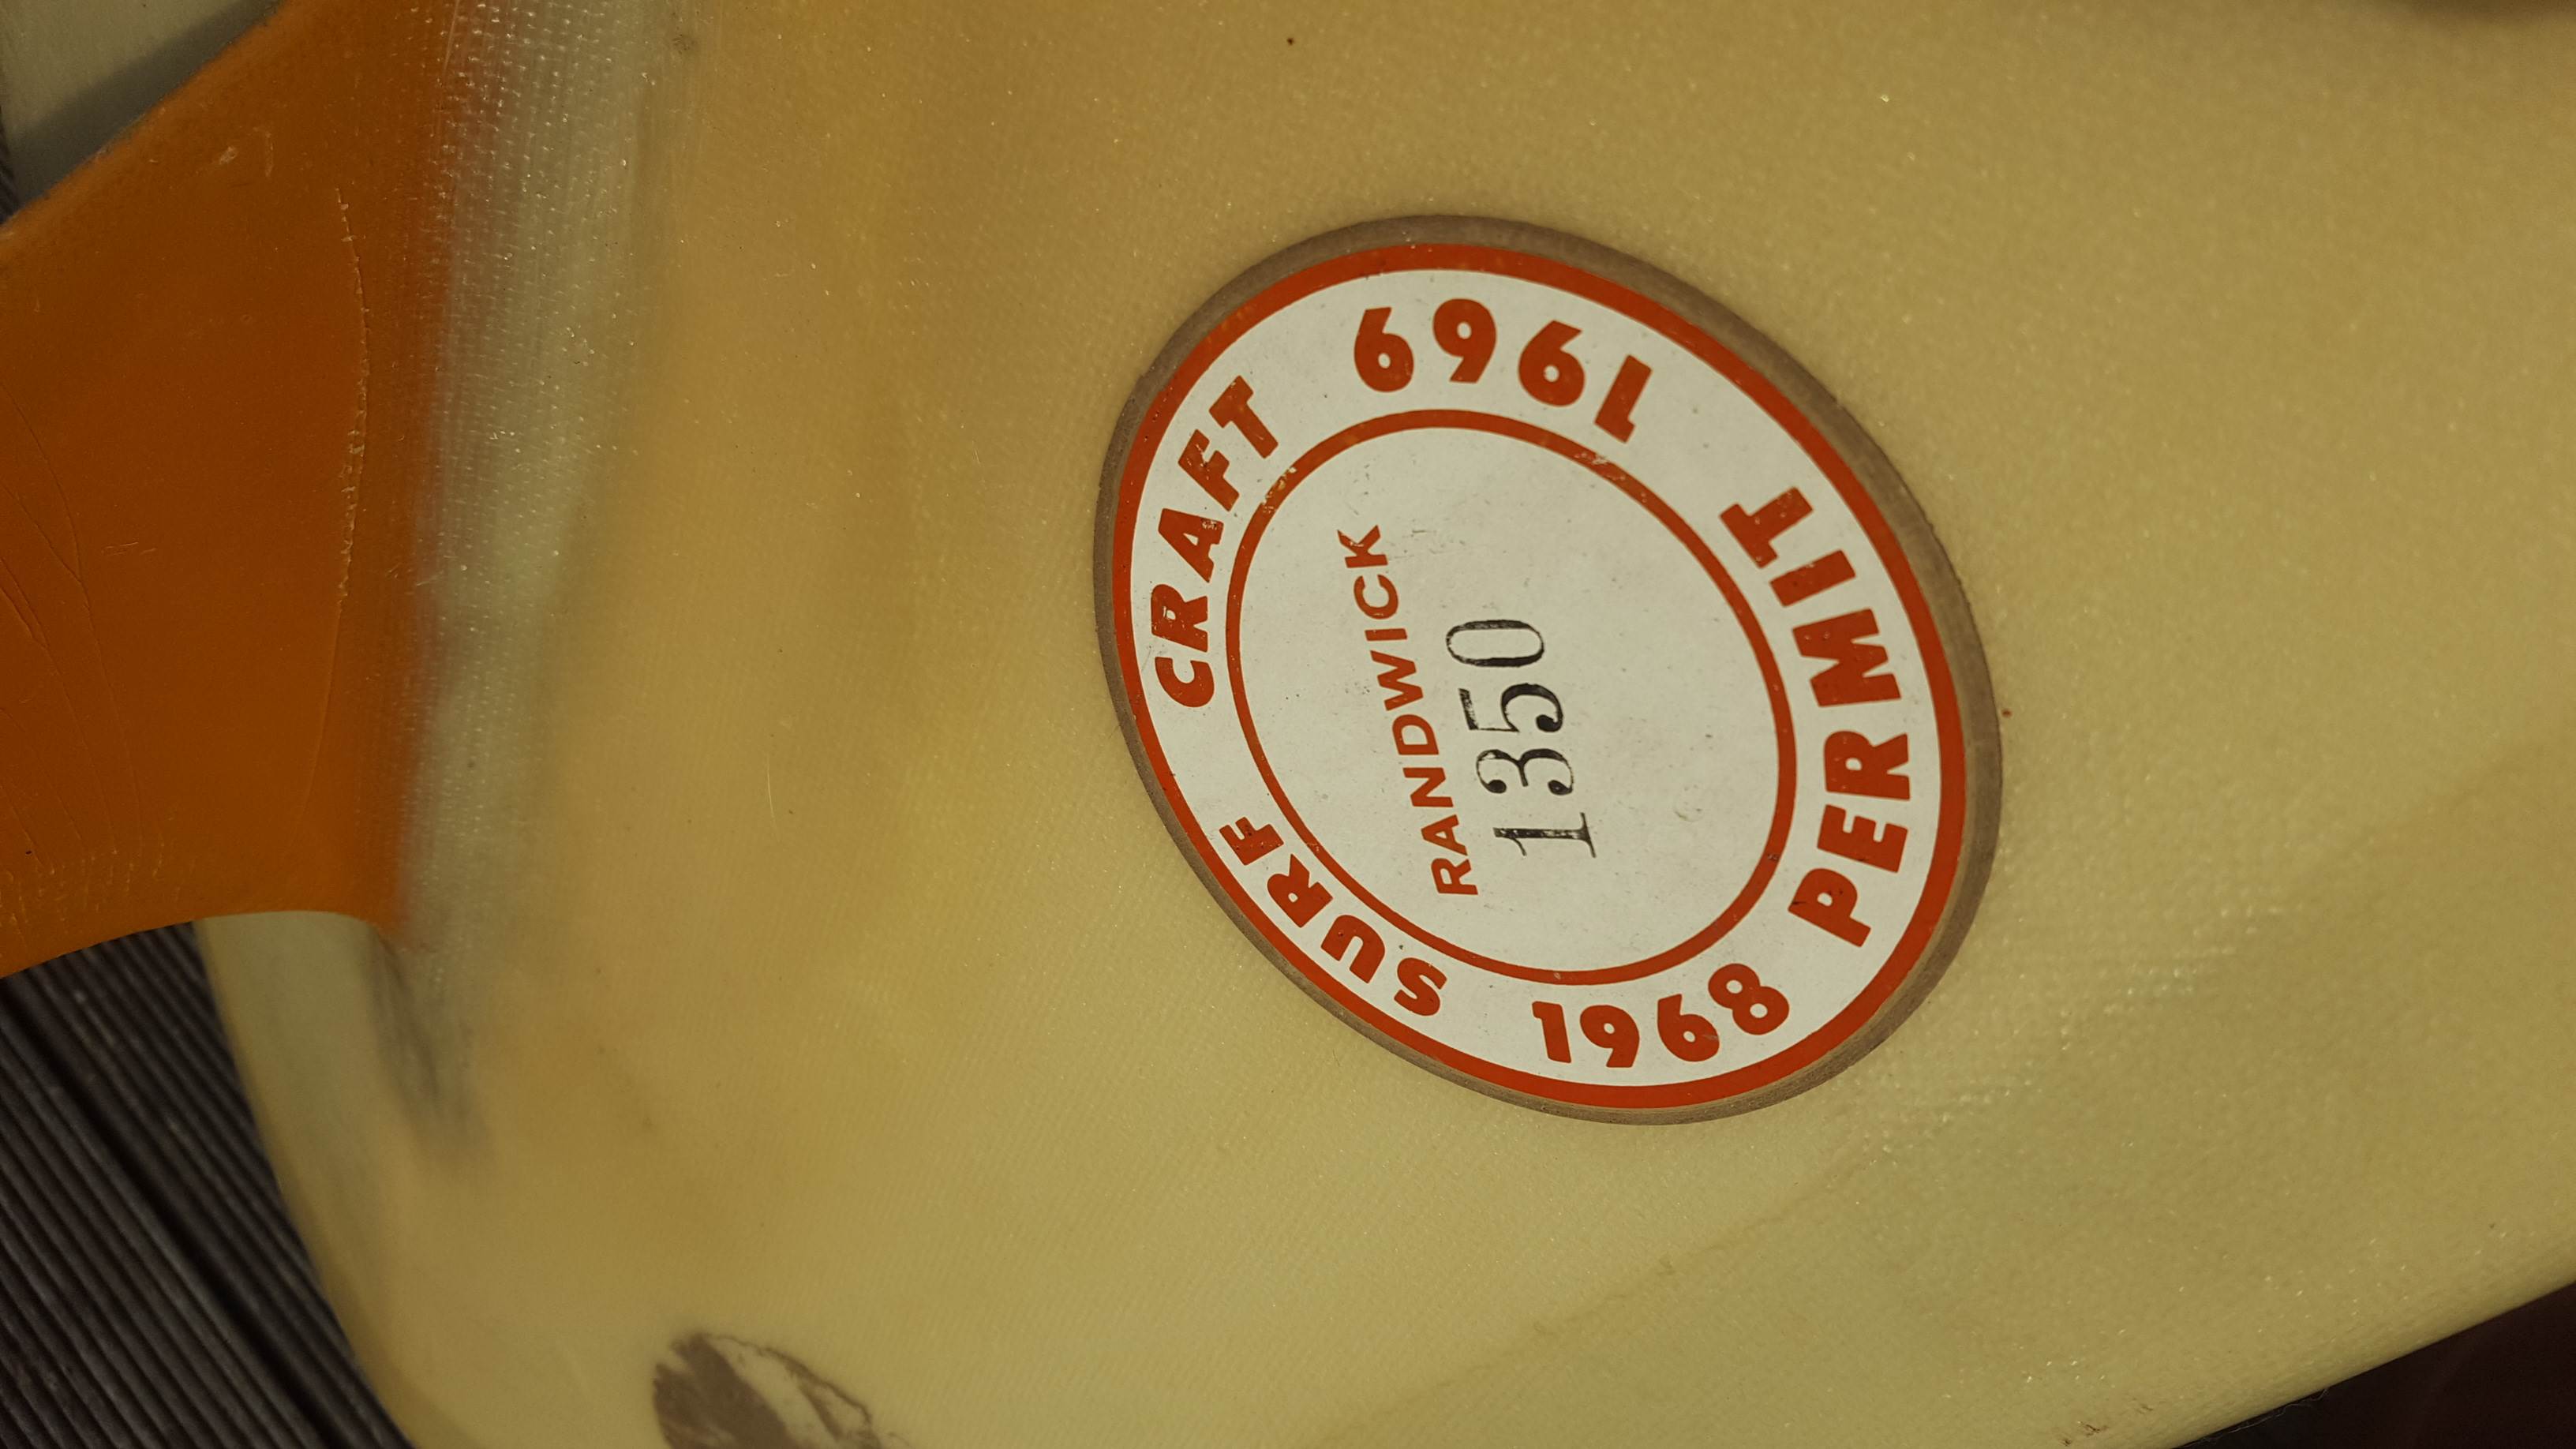 SURF CRAFT
1968
1969
RANDWICK
1350
PERMIT